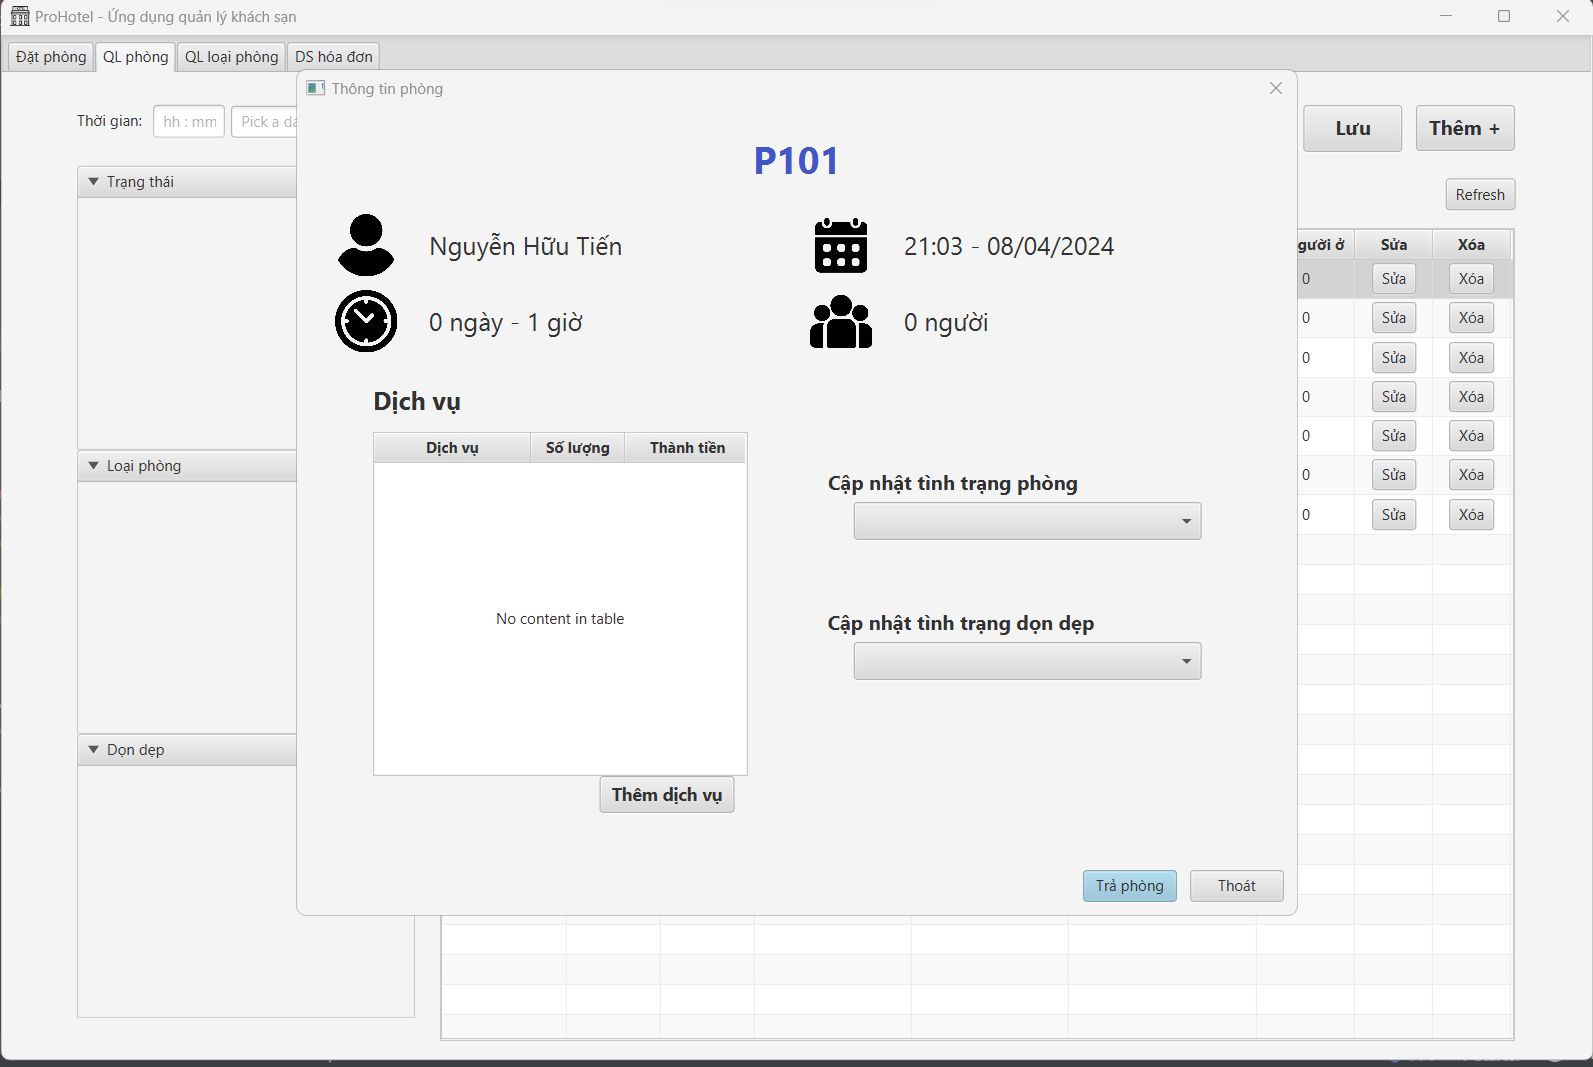 ProHotel - Ứng dụng quản lý khách sạn
Đặt phòng QL phòng QL loại phòng DS hóa đơn
Thông tin phòng
Thời gian: hh : mm Pick a da
Lưu Thêm +
P101
Trạng thái
Refresh
Nguyễn Hữu Tiến 21:03 - 08/04/2024
gười ở Sửa Xóa
0 Sửa Xóa
0 ngày - 1 giờ 0 người
0 Sửa Xóa
0 Sửa Xóa
0 Sửa Xóa
Dịch vụ
0 Sửa Xóa
Dịch vụ Số lượng Thành tiền
Loại phòng
0 Sửa Xóa
Cập nhật tình trạng phòng
0 Sửa Xóa
No content in table
Cập nhật tình trạng dọn dẹp
Dọn dẹp
Thêm dịch vụ
Trả phòng Thoát